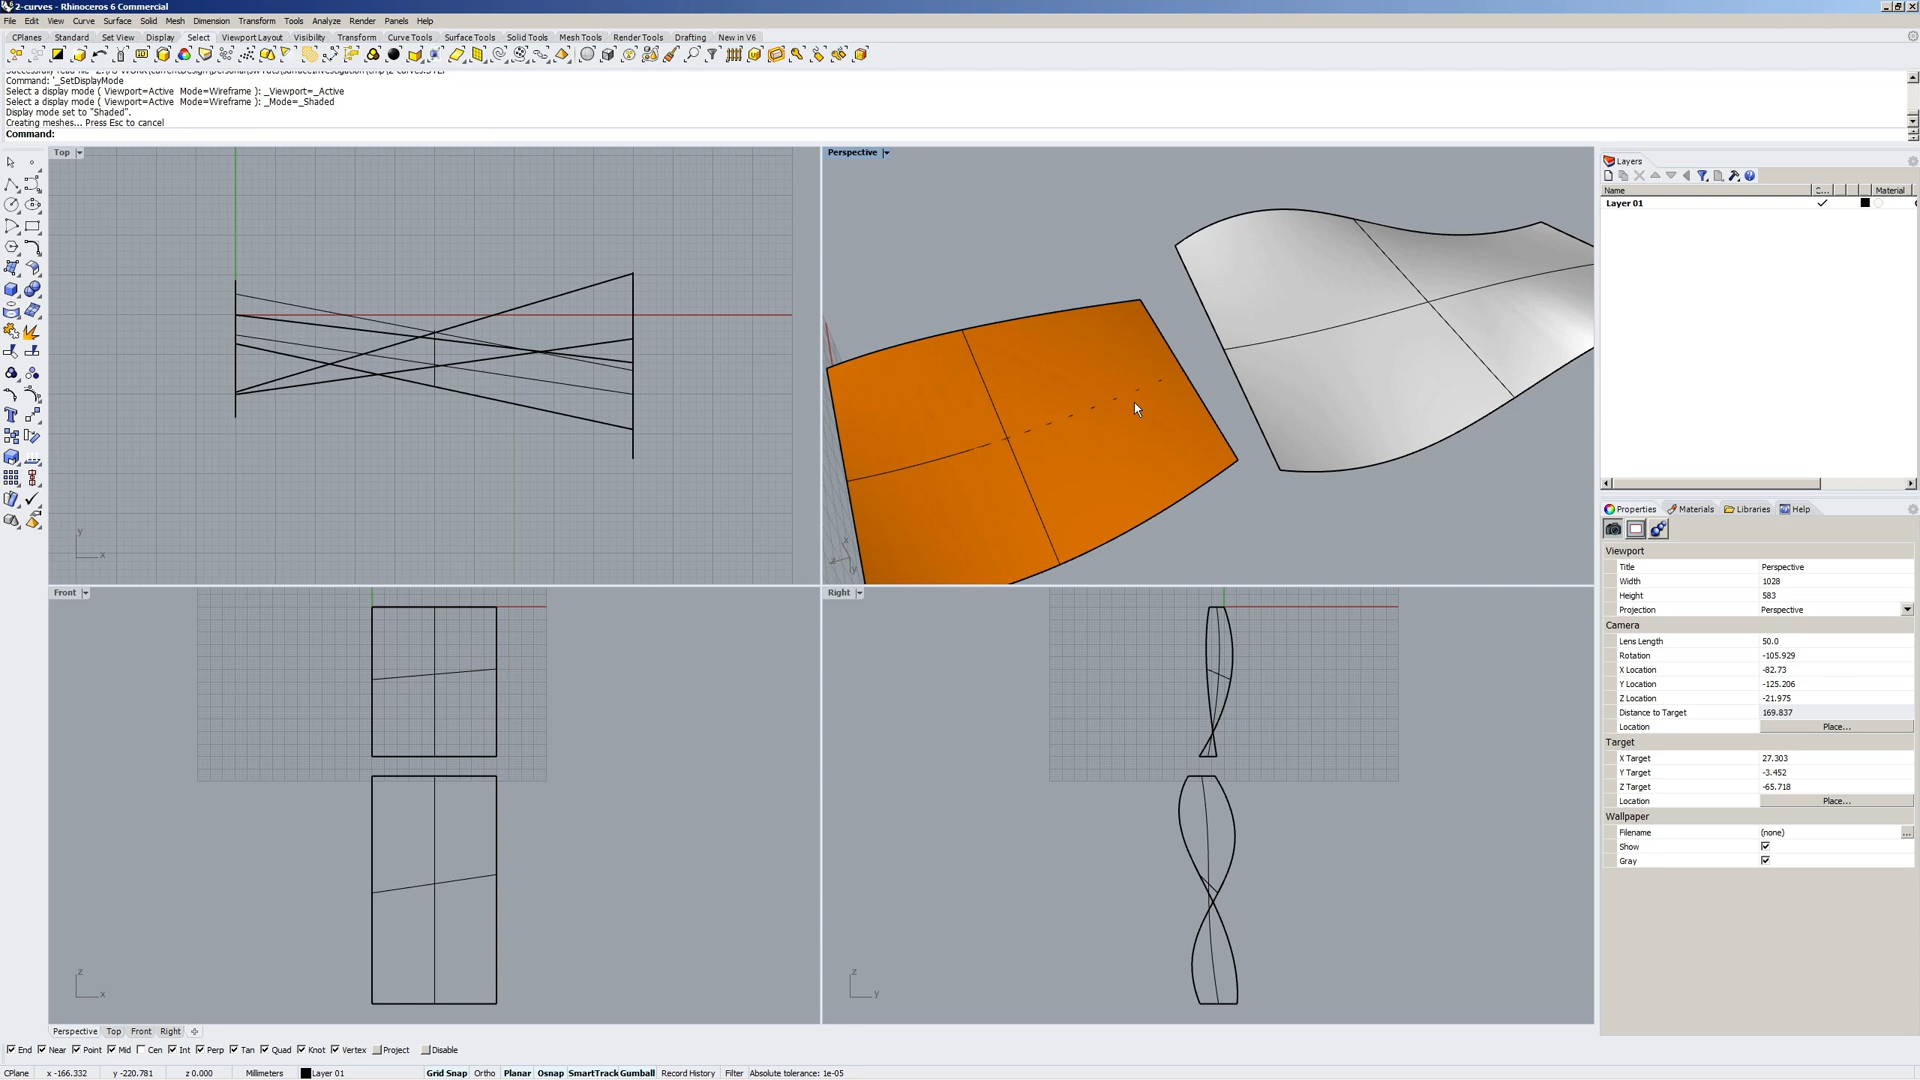 2-curves - Rhinoceros 6 Commercial
File Edit View Curve Surface Solid Mesh Dimension Transform Tools Analyze Render Panels Help
CPlanes Standard Set View Display Select Viewport Layout Visibility Transform Curve Tools Surface Tools Solid Tools Mesh Tools Render Tools Drafting New in V6
Command: '_SetDisplayMode
Select a display mode ( Viewport=Active Mode=Wireframe ): _Viewport=_Active
Select a display mode ( Viewport=Active Mode=Wireframe ): _Mode=_Shaded
Display mode set to "Shaded".
Creating meshes... Press Esc to cancel
Command:
Top
Perspective
Layers
Name C... Material
Layer 01
y
x
x
z
y
Properties Materials Libraries Help
Viewport
Title Perspective
Width 1028
Height 583
Projection Perspective
Camera
Lens Length 50.0
Rotation -105.929
X Location -82.73
Y Location -125.206
Z Location -21.975
Distance to Target 169.837
Location Place...
Target
X Target 27.303
Y Target -3.452
Z Target -65.718
Location Place...
Wallpaper
Filename (none) ...
Show
Gray
Front
Right
z
x
z
y
Perspective Top Front Right
End Near Point Mid Cen Int Perp Tan Quad Knot Vertex Project Disable
CPlane x -166.332 y -220.781 z 0.000 Millimeters Layer 01 Grid Snap Ortho Planar Osnap SmartTrack Gumball Record History Filter Absolute tolerance: 1e-05